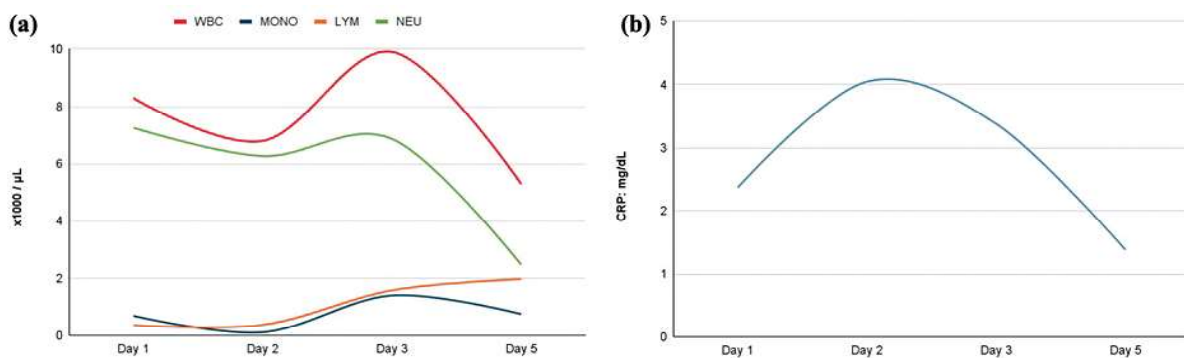 (a)
WBC MONO LYM NEU
10
8
6
4
2
0
x1000 / µL
Day 1 Day 2 Day 3 Day 5
(b)
5
4
3
2
1
0
CRP: mg/dL
Day 1 Day 2 Day 3 Day 5